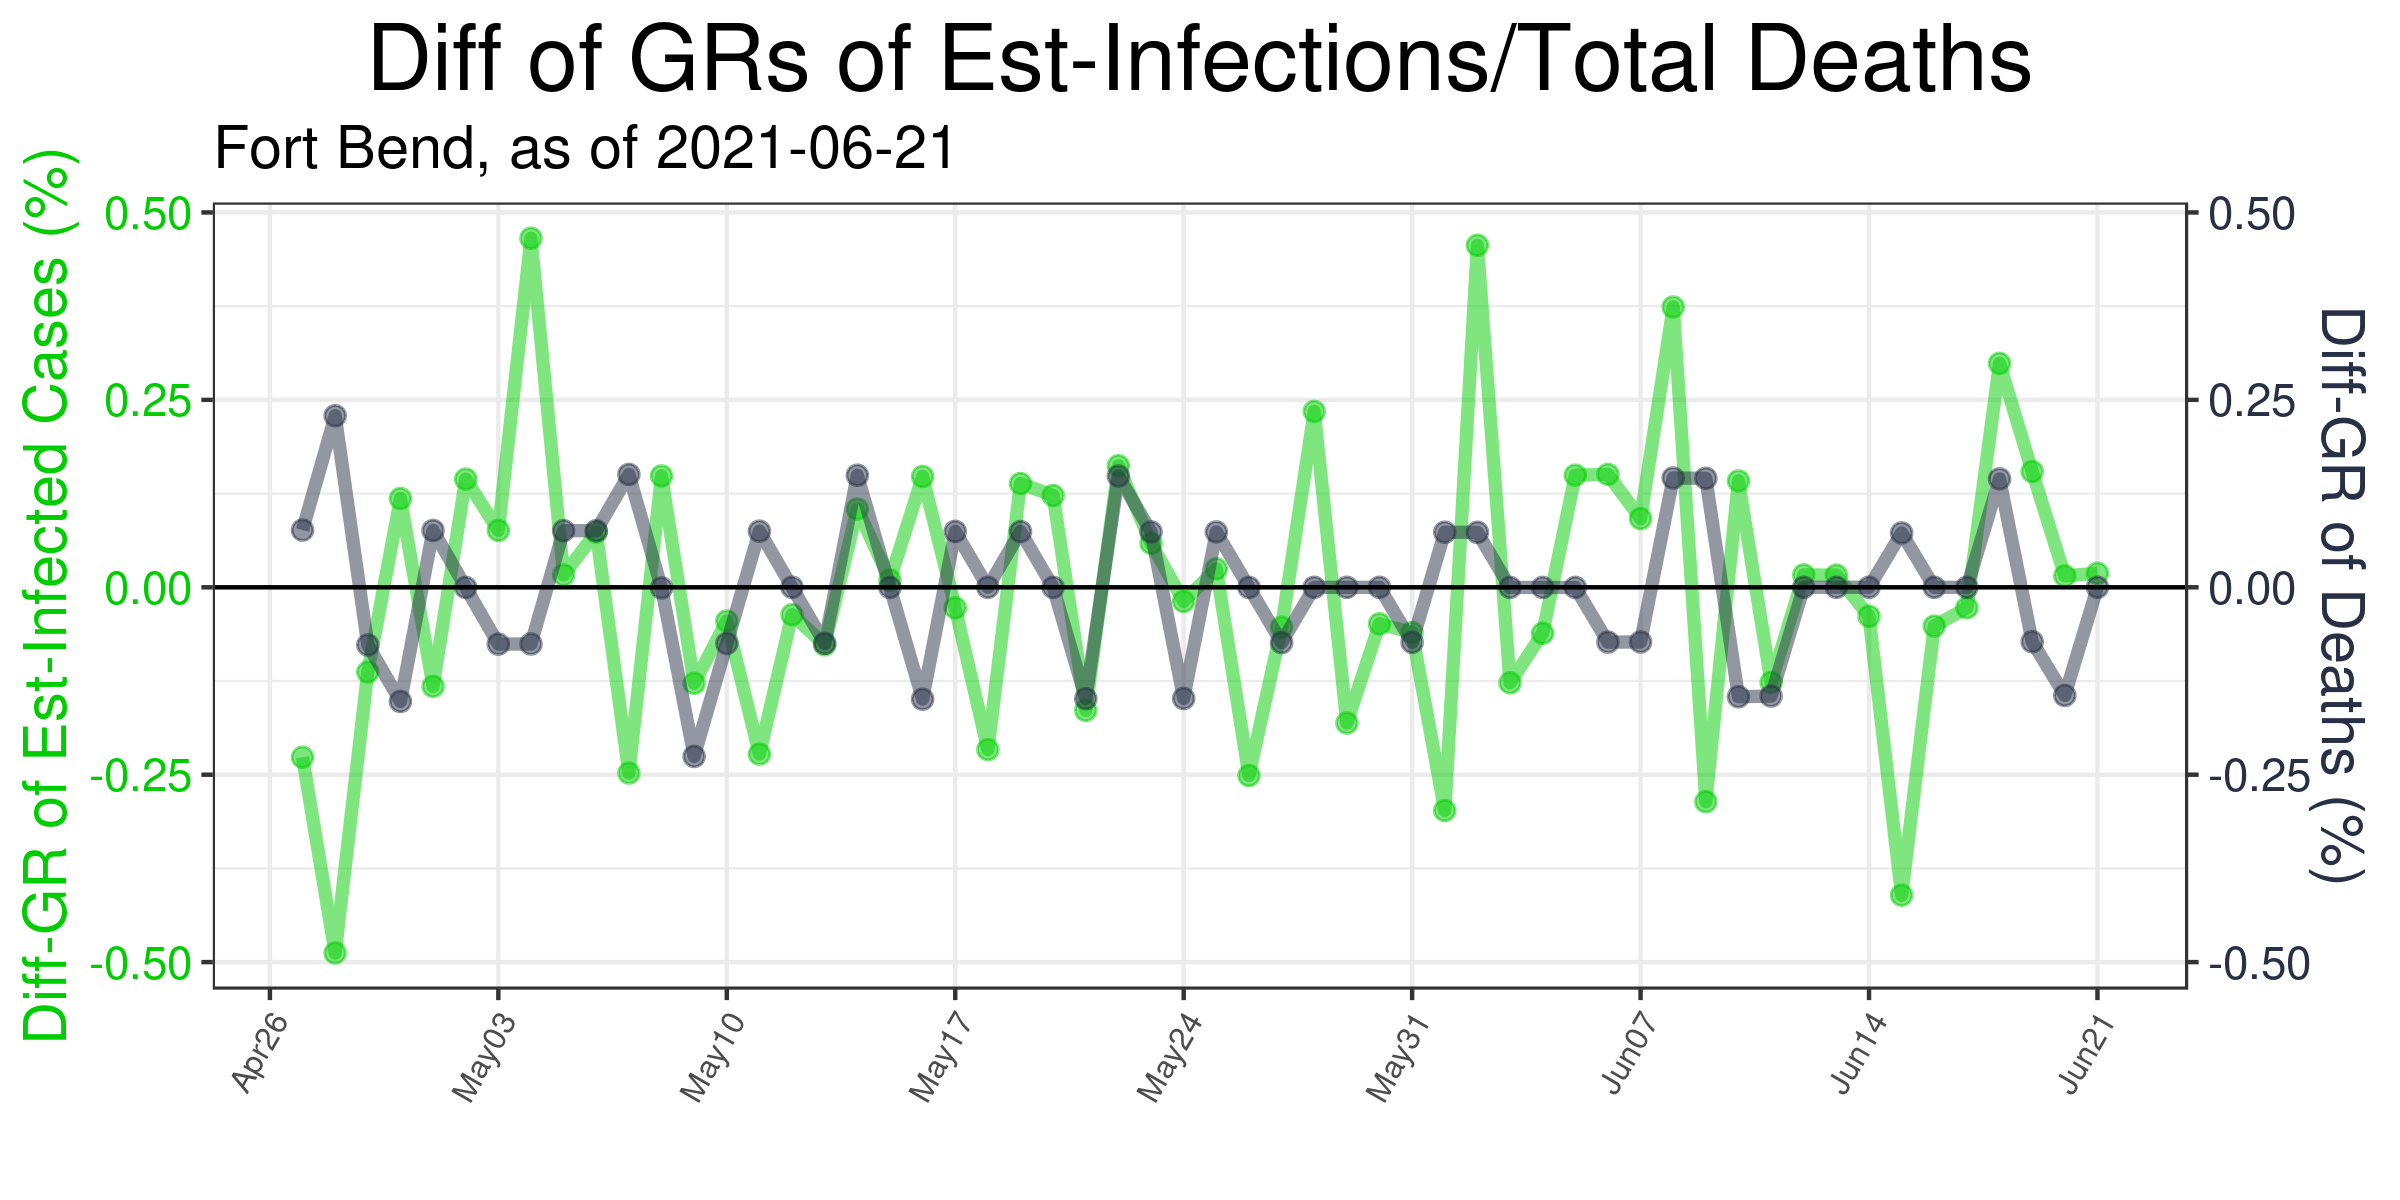 Diff of GRs of Est-Infections/Total Deaths
Fort Bend, as of 2021-06-21
Diff-GR of Est-Infected Cases (%)
0.50
0.25
0.00
-0.25
-0.50
0.50
0.25
0.00
-0.25
-0.50
Diff-GR of Deaths (%)
Apr26
May03
May10
May17
May24
May31
Jun07
Jun14
Jun21